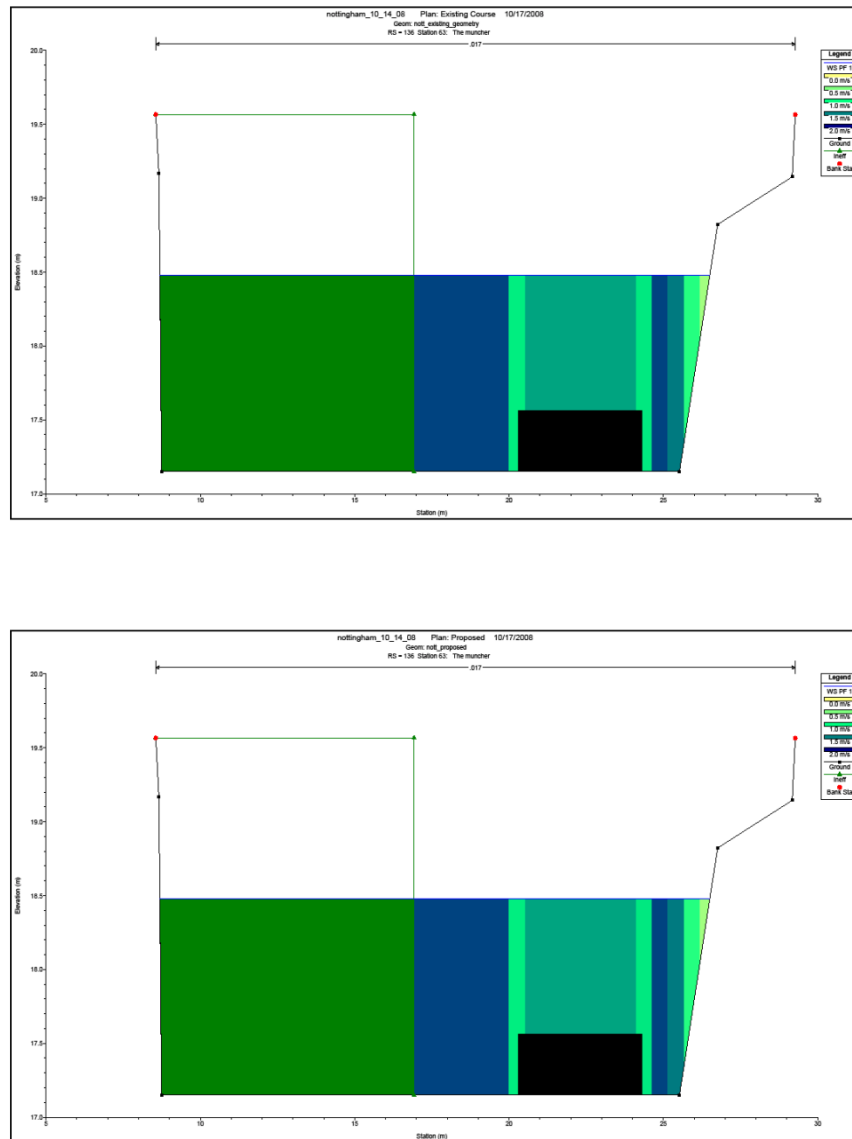 nottingham_10_14_08 Plan: Existing Course 10/17/2008
Geom: nott_existing_geometry
RS = 136 Station 63: The muncher
.017
Legend
WS PF 1
0.0 m/s
0.5 m/s
1.0 m/s
1.5 m/s
2.0 m/s
Ground
Ineff
Bank Sta
20.0
19.5
19.0
18.5
18.0
17.5
17.0
Elevation (m)
5 10 15 20 25 30
Station (m)
nottingham_10_14_08 Plan: Proposed 10/17/2008
Geom: nott_proposed
RS = 136 Station 63: The muncher
.017
Legend
WS PF 1
0.0 m/s
0.5 m/s
1.0 m/s
1.5 m/s
2.0 m/s
Ground
Ineff
Bank Sta
20.0
19.5
19.0
18.5
18.0
17.5
17.0
Elevation (m)
5 10 15 20 25 30
Station (m)